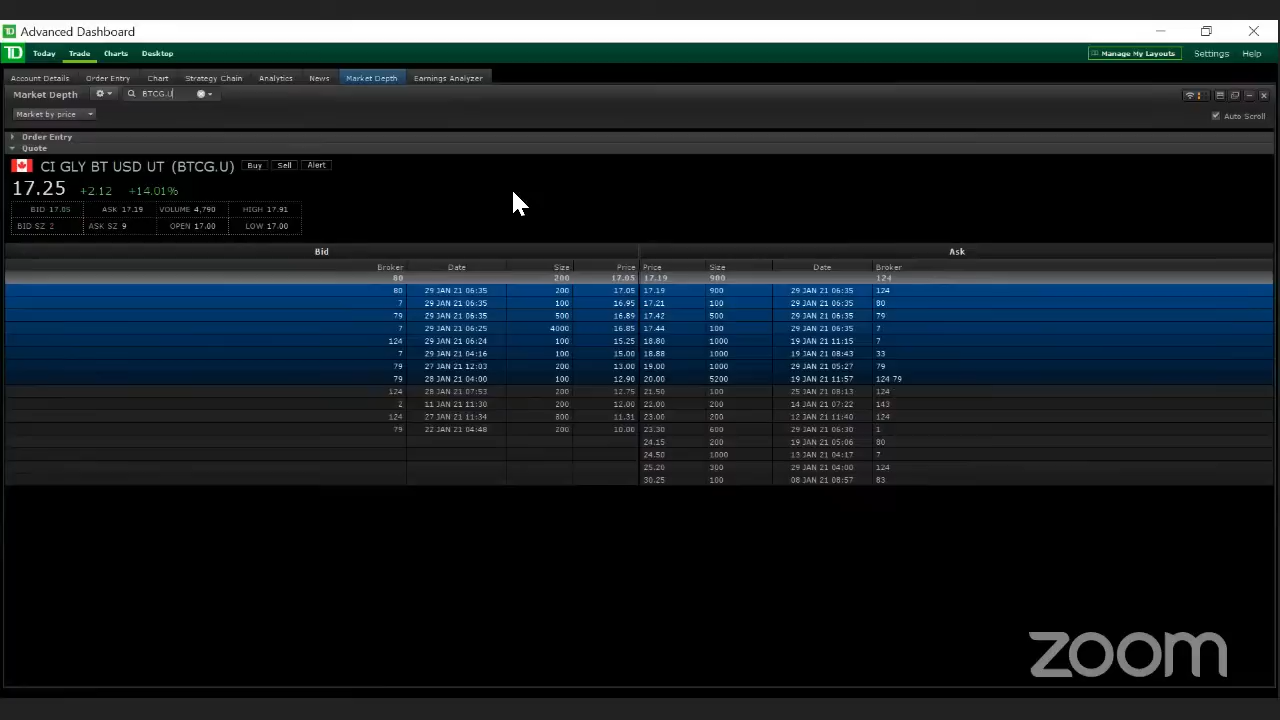 TD Advanced Dashboard
TD Today Trade Charts Desktop Manage My Layouts Settings Help
Account Details Order Entry Chart Strategy Chain Analytics News Market Depth Earnings Analyzer
Market Depth BTCG.U
Market by price Auto Scroll
Order Entry
Quote
CI GLY BT USD UT (BTCG.U) Buy Sell Alert
17.25 +2.12 +14.01%
BID 17.05 ASK 17.19 VOLUME 4,790 HIGH 17.91
BID SZ 2 ASK SZ 9 OPEN 17.00 LOW 17.00
Bid Ask
Broker Date Size Price Price Size Date Broker
80 200 17.05 17.19 900 124
80 29 JAN 21 06:35 200 17.05 17.19 900 29 JAN 21 06:35 124
7 29 JAN 21 06:35 100 16.95 17.21 100 29 JAN 21 06:35 80
79 29 JAN 21 06:35 500 16.89 17.42 500 29 JAN 21 06:35 79
7 29 JAN 21 06:25 4000 16.85 17.44 100 29 JAN 21 06:35 7
124 29 JAN 21 06:24 100 15.25 18.80 1000 19 JAN 21 11:15 7
7 29 JAN 21 04:16 100 15.00 18.88 1000 19 JAN 21 08:43 33
79 27 JAN 21 12:03 200 13.00 19.00 1000 29 JAN 21 05:27 79
79 28 JAN 21 04:00 100 12.90 20.00 5200 19 JAN 21 11:57 124 79
124 28 JAN 21 07:53 200 12.75 21.50 100 25 JAN 21 08:13 124
2 11 JAN 21 11:30 200 12.00 22.00 200 14 JAN 21 07:22 143
124 27 JAN 21 11:34 800 11.31 23.00 200 12 JAN 21 11:40 124
79 22 JAN 21 04:48 200 10.00 23.30 600 29 JAN 21 06:30 1
24.15 200 19 JAN 21 05:06 80
24.50 1000 13 JAN 21 04:17 7
25.20 300 29 JAN 21 04:00 124
30.25 100 08 JAN 21 08:57 83
zoom